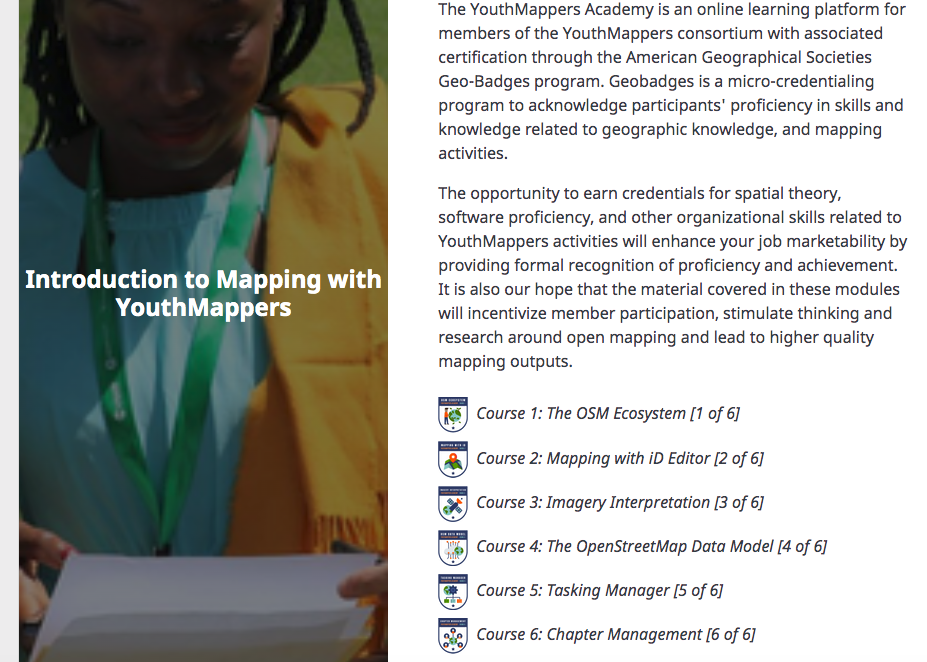 Introduction to Mapping with
YouthMappers
The YouthMappers Academy is an online learning platform for
members of the YouthMappers consortium with associated
certification through the American Geographical Societies
Geo-Badges program. Geobadges is a micro-credentialing
program to acknowledge participants' proficiency in skills and
knowledge related to geographic knowledge, and mapping
activities.
The opportunity to earn credentials for spatial theory,
software proficiency, and other organizational skills related to
YouthMappers activities will enhance your job marketability by
providing formal recognition of proficiency and achievement.
It is also our hope that the material covered in these modules
will incentivize member participation, stimulate thinking and
research around open mapping and lead to higher quality
mapping outputs.
Course 1: The OSM Ecosystem [1 of 6]
Course 2: Mapping with iD Editor [2 of 6]
Course 3: Imagery Interpretation [3 of 6]
Course 4: The OpenStreetMap Data Model [4 of 6]
Course 5: Tasking Manager [5 of 6]
Course 6: Chapter Management [6 of 6]